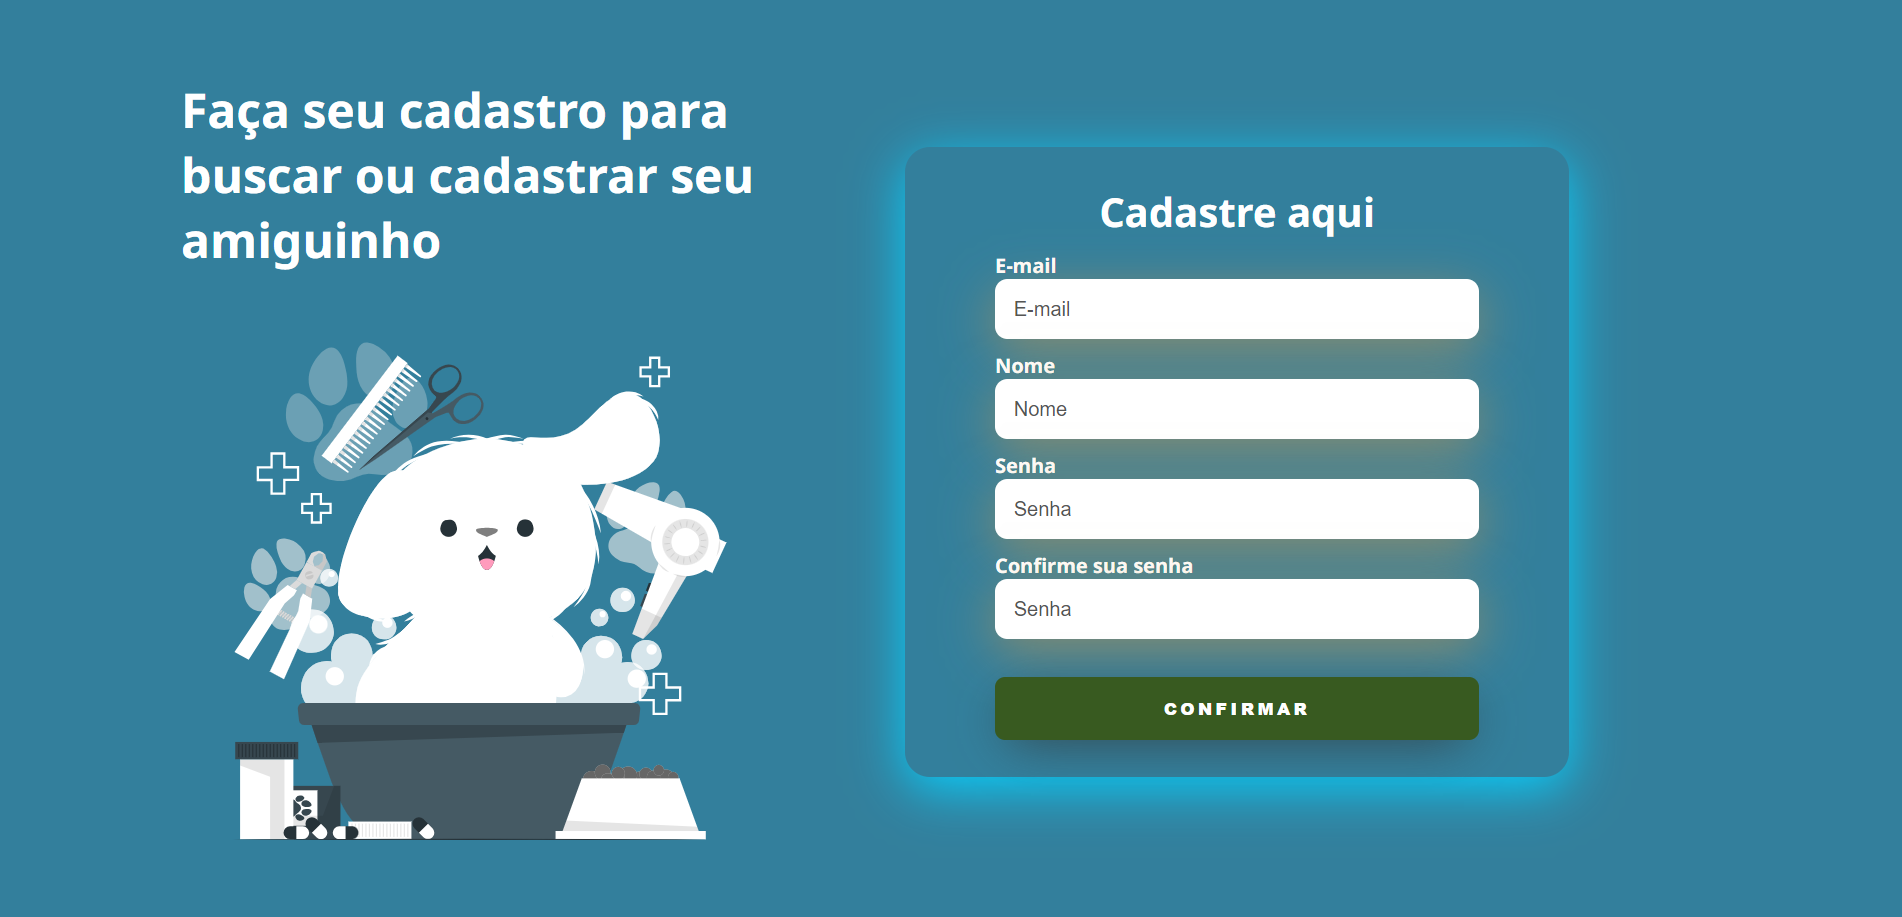 Faça seu cadastro para
buscar ou cadastrar seu
amiguinho
Cadastre aqui
E-mail
E-mail
Nome
Nome
Senha
Senha
Confirme sua senha
Senha
CONFIRMAR